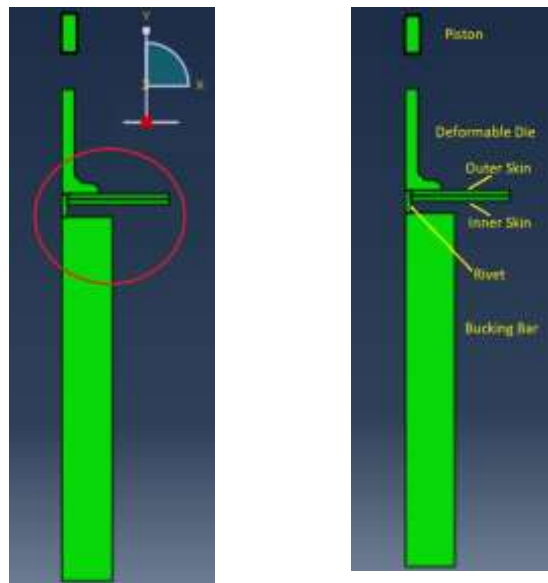 Y
X
Z
Piston
Deformable Die
Outer Skin
Inner Skin
Rivet
Bucking Bar